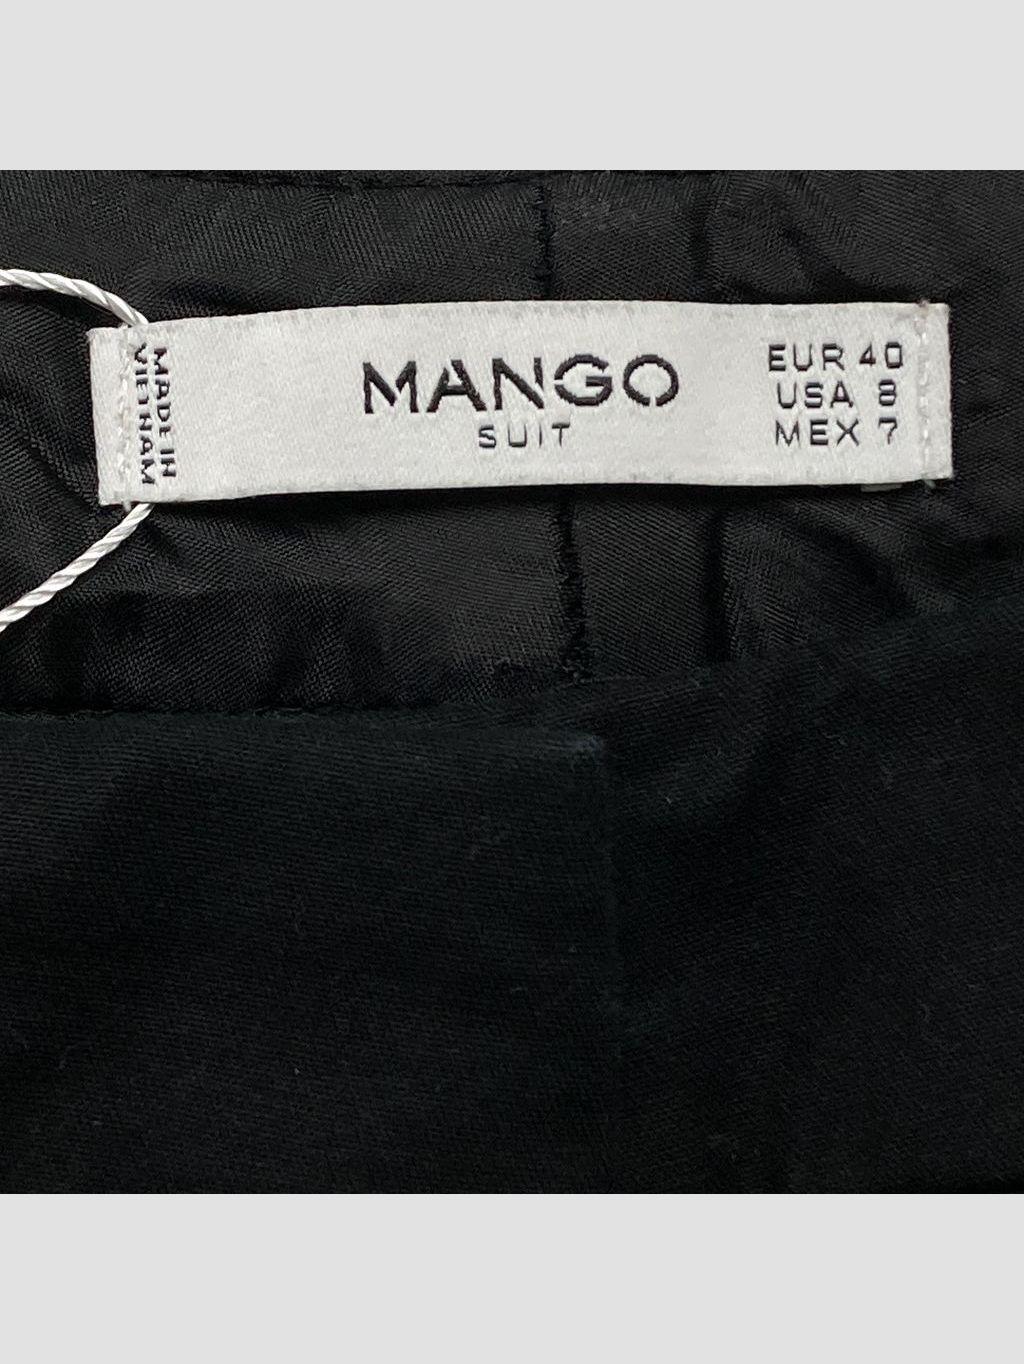 MADE IN
VIETNAM
MANGO
SUIT
EUR 40
USA 8
MEX 7